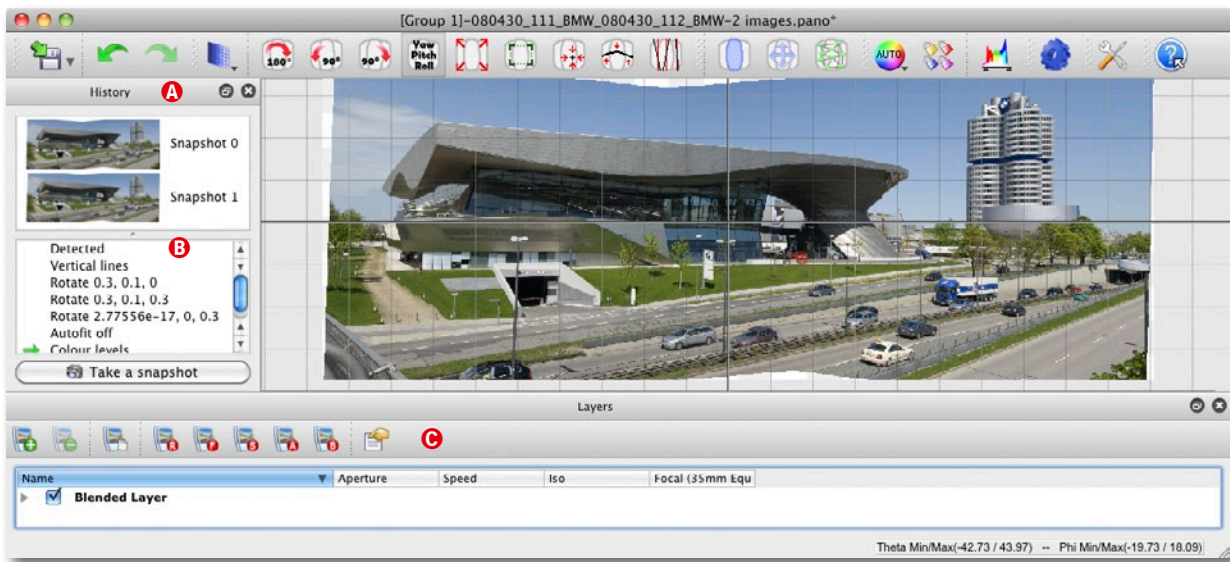 [Group 1]-080430_111_BMW_080430_112_BMW-2 images.pano*
180° 90° 90° Yaw Pitch Roll AUTO ?
History A
Snapshot 0
Snapshot 1
B
Detected
Vertical lines
Rotate 0.3, 0.1, 0
Rotate 0.3, 0.1, 0.3
Rotate 2.77556e-17, 0, 0.3
Autofit off
Colour levels
Take a snapshot
Layers
R P S A B C
Name Aperture Speed Iso Focal (35mm Equ
Blended Layer
Theta Min/Max(-42.73 / 43.97) -- Phi Min/Max(-19.73 / 18.09)